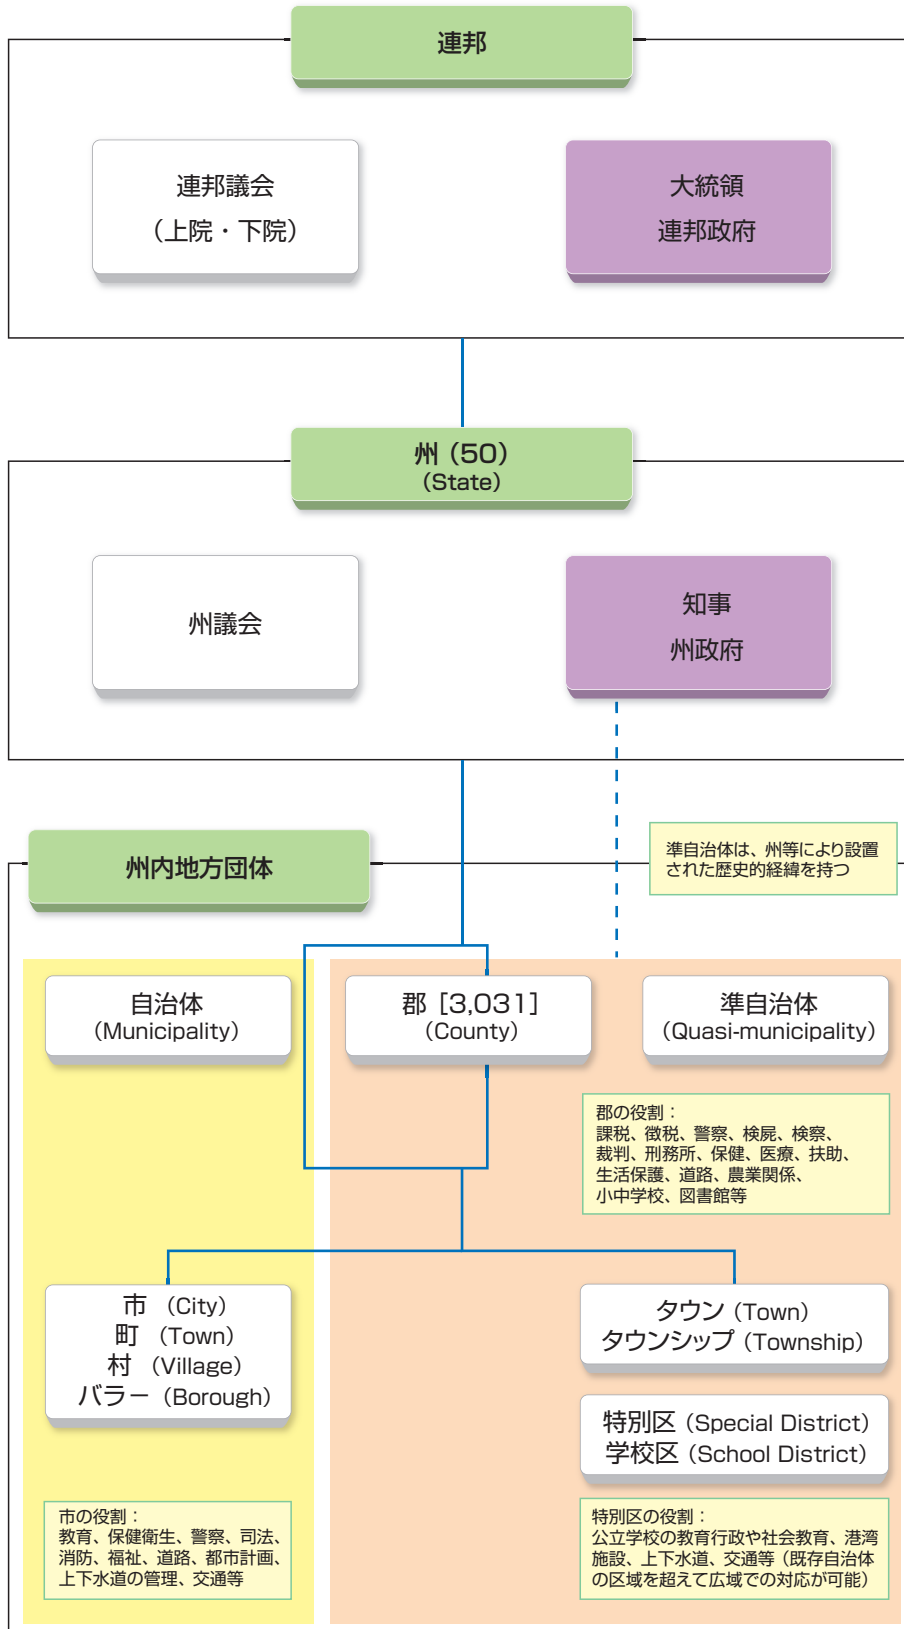 連邦
連邦議会
（上院・下院）
大統領
連邦政府
州（50）
（State）
州議会
知事
州政府
州内地方団体
準自治体は、州等により設置
された歴史的経緯を持つ
自治体
（Municipality）
郡［3,031］
（County）
準自治体
（Quasi-municipality）
郡の役割：
課税、徴税、警察、検屍、検察、
裁判、刑務所、保健、医療、扶助、
生活保護、道路、農業関係、
小中学校、図書館等
市 （City）
町 （Town）
村 （Village）
バラー（Borough）
タウン（Town）
タウンシップ（Township）
特別区（Special District）
学校区（School District）
市の役割：
教育、保健衛生、警察、司法、
消防、福祉、道路、都市計画、
上下水道の管理、交通等
特別区の役割：
公立学校の教育行政や社会教育、港湾
施設、上下水道、交通等（既存自治体
の区域を超えて広域での対応が可能）